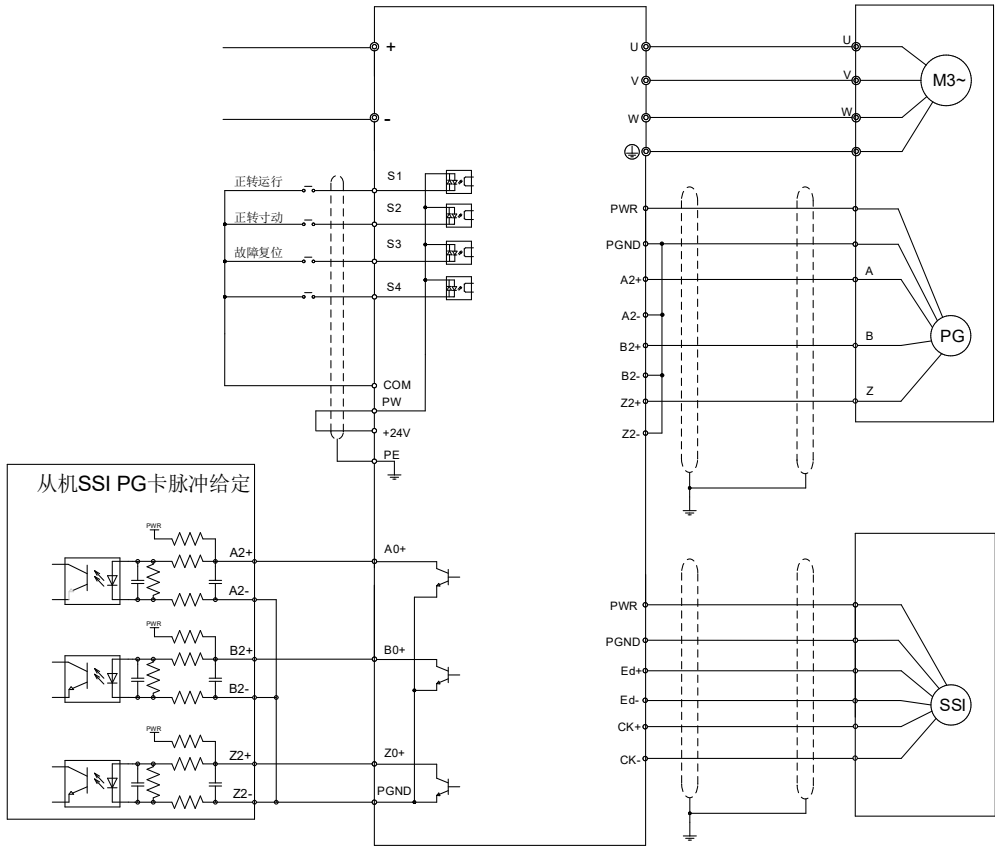 +
-
正转运行
S1
正转寸动
S2
故障复位
S3
S4
COM
PW
+24V
PE
U
V
W
U
V
W
M3~
PWR
PGND
A2+
A2-
B2+
B2-
Z2+
Z2-
A
B
Z
PG
从机SSI PG卡脉冲给定
PWR
A2+
A2-
PWR
B2+
B2-
PWR
Z2+
Z2-
A0+
B0+
Z0+
PGND
PWR
PGND
Ed+
Ed-
CK+
CK-
SSI